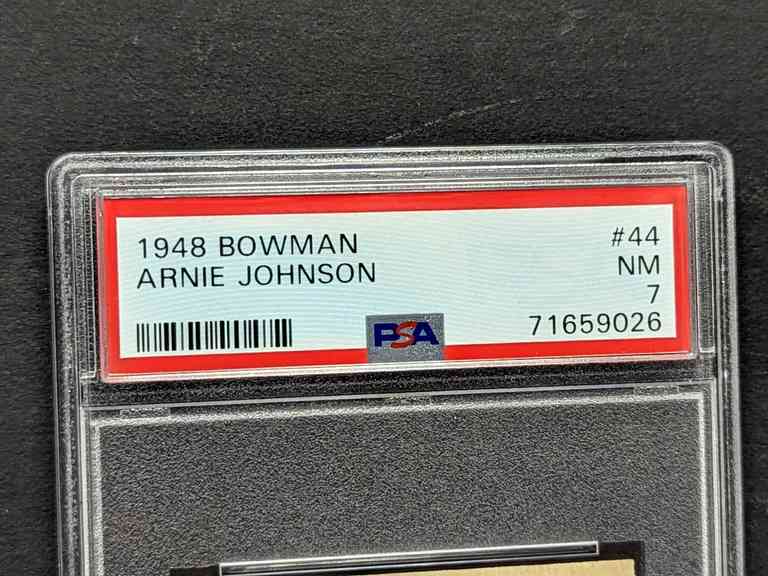 1948 BOWMAN #44
ARNIE JOHNSON NM
7
PSA 71659026